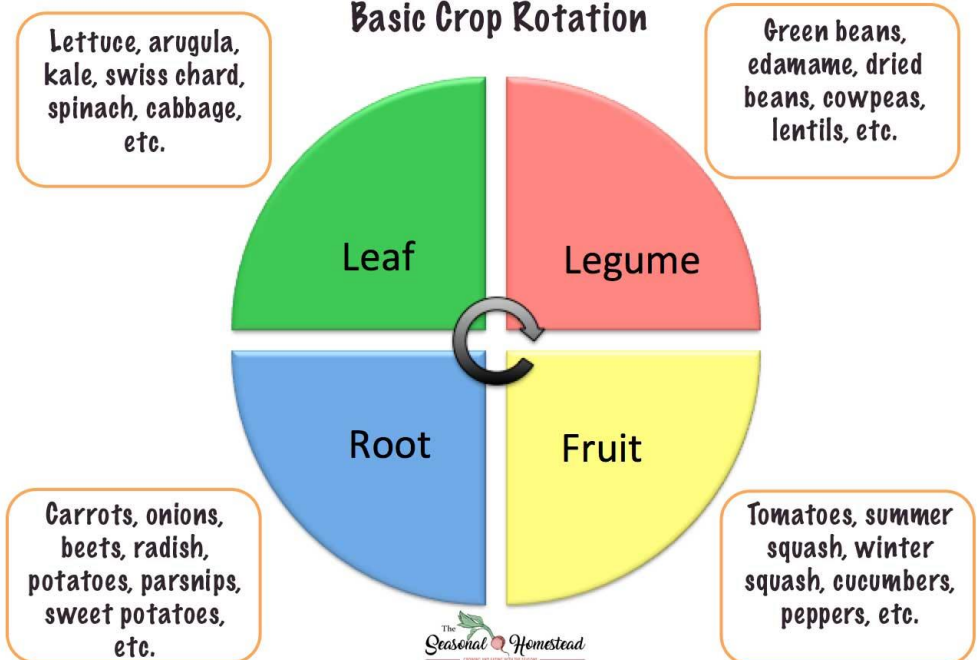 Basic Crop Rotation
Lettuce, arugula,
kale, swiss chard,
spinach, cabbage,
etc.
Green beans,
edamame, dried
beans, cowpeas,
lentils, etc.
Leaf
Legume
Root
Fruit
Carrots, onions,
beets, radish,
potatoes, parsnips,
sweet potatoes,
etc.
Tomatoes, summer
squash, winter
squash, cucumbers,
peppers, etc.
The
Seasonal Homestead